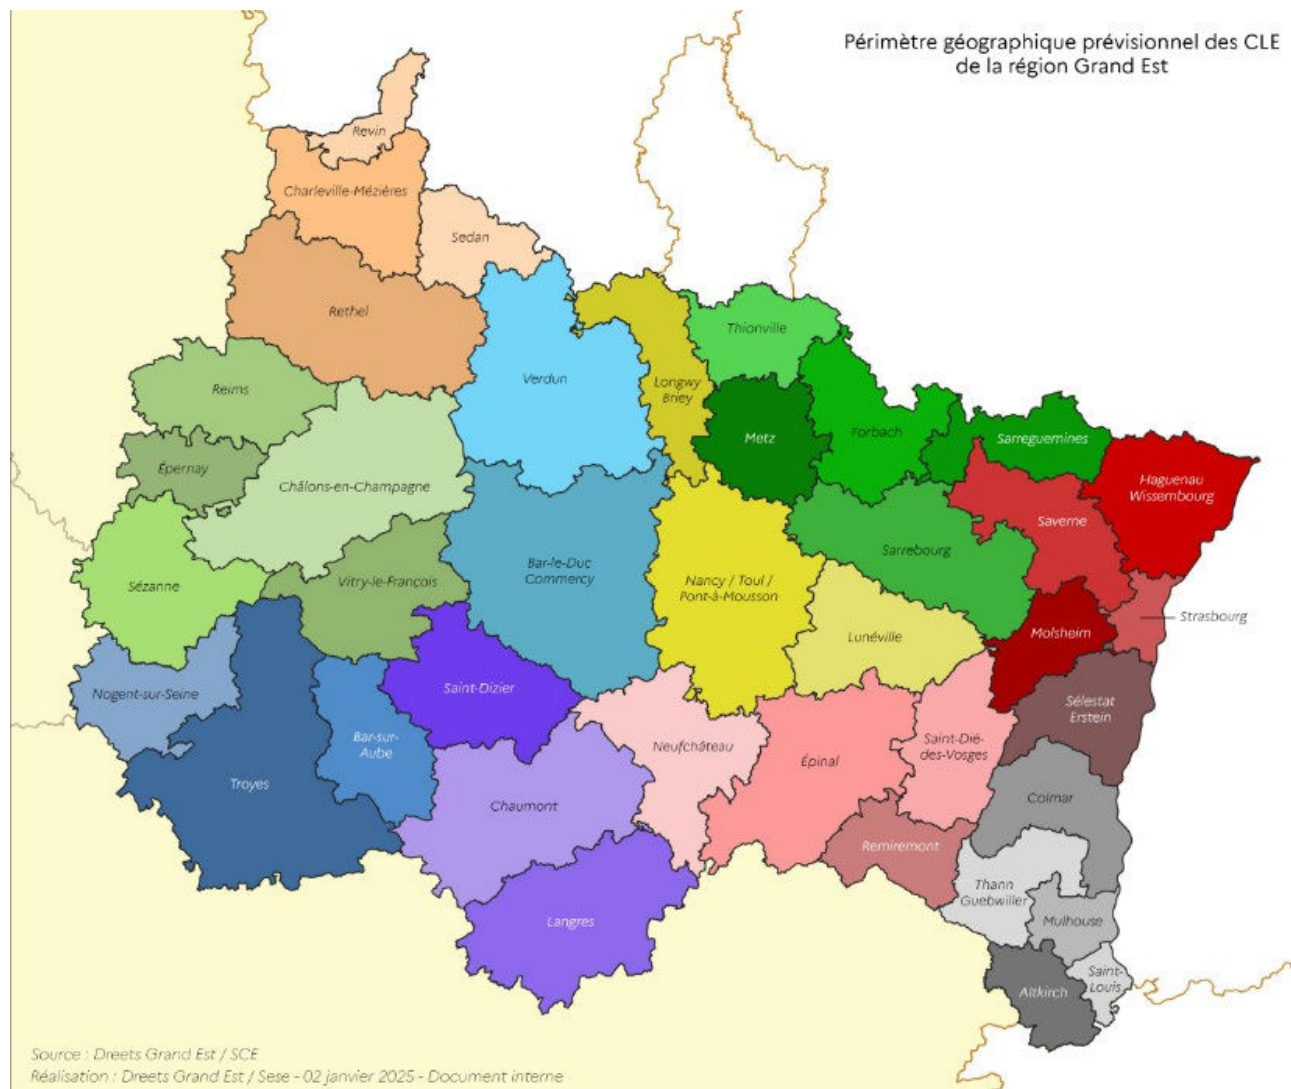 Périmètre géographique prévisionnel des CLE
de la région Grand Est
Revin
Charleville-Mézières
Sedan
Rethel
Thionville
Verdun
Longwy
Briey
Reims
Metz
Forbach
Sarreguemines
Épernay
Châlons-en-Champagne
Haguenau
Wissembourg
Saverne
Sarrebourg
Sézanne
Vitry-le-François
Bar-le-Duc
Commercy
Nancy / Toul /
Pont-à-Mousson
Lunéville
Molsheim
Strasbourg
Nogent-sur-Seine
Saint-Dizier
Sélestat
Erstein
Bar-sur-
Aube
Neufchâteau
Saint-Dié-
des-Vosges
Épinal
Troyes
Chaumont
Colmar
Remiremont
Thann
Guebwiller
Langres
Mulhouse
Saint-
Louis
Altkirch
Source : Dreets Grand Est / SCE
Réalisation : Dreets Grand Est / Sese - 02 janvier 2025 - Document interne